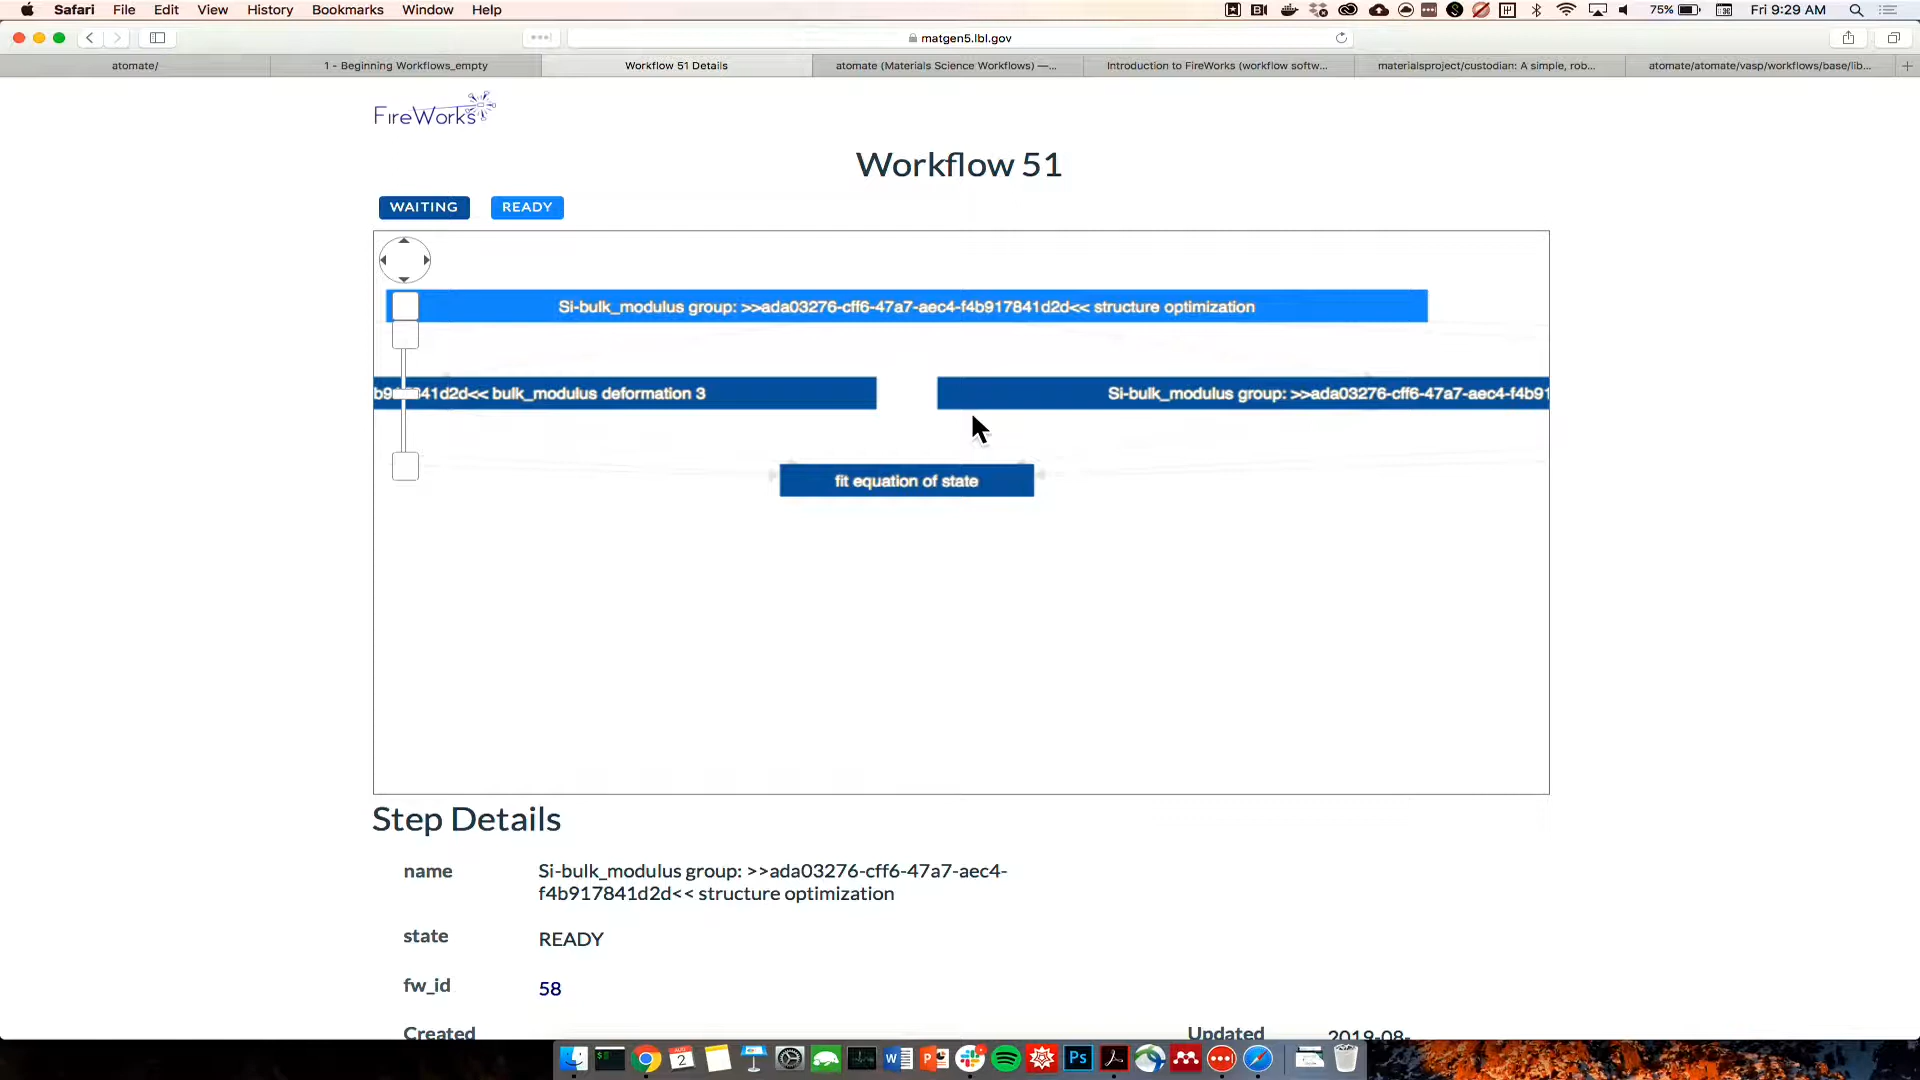 Safari File Edit View History Bookmarks Window Help 75% Fri 9:29 AM
matgen5.lbl.gov
atomate/ 1 - Beginning Workflows_empty Workflow 51 Details atomate (Materials Science Workflows) —... Introduction to FireWorks (workflow softw... materialsproject/custodian: A simple, rob... atomate/atomate/vasp/workflows/base/lib...
FireWorks
Workflow 51
WAITING READY
Si-bulk_modulus group: >>ada03276-cff6-47a7-aec4-f4b917841d2d<< structure optimization
41d2d<< bulk_modulus deformation 3 Si-bulk_modulus group: >>ada03276-cff6-47a7-aec4-f4b91
fit equation of state
Step Details
name Si-bulk_modulus group: >>ada03276-cff6-47a7-aec4-
f4b917841d2d<< structure optimization
state READY
fw_id 58
Created Updated 2019-08-